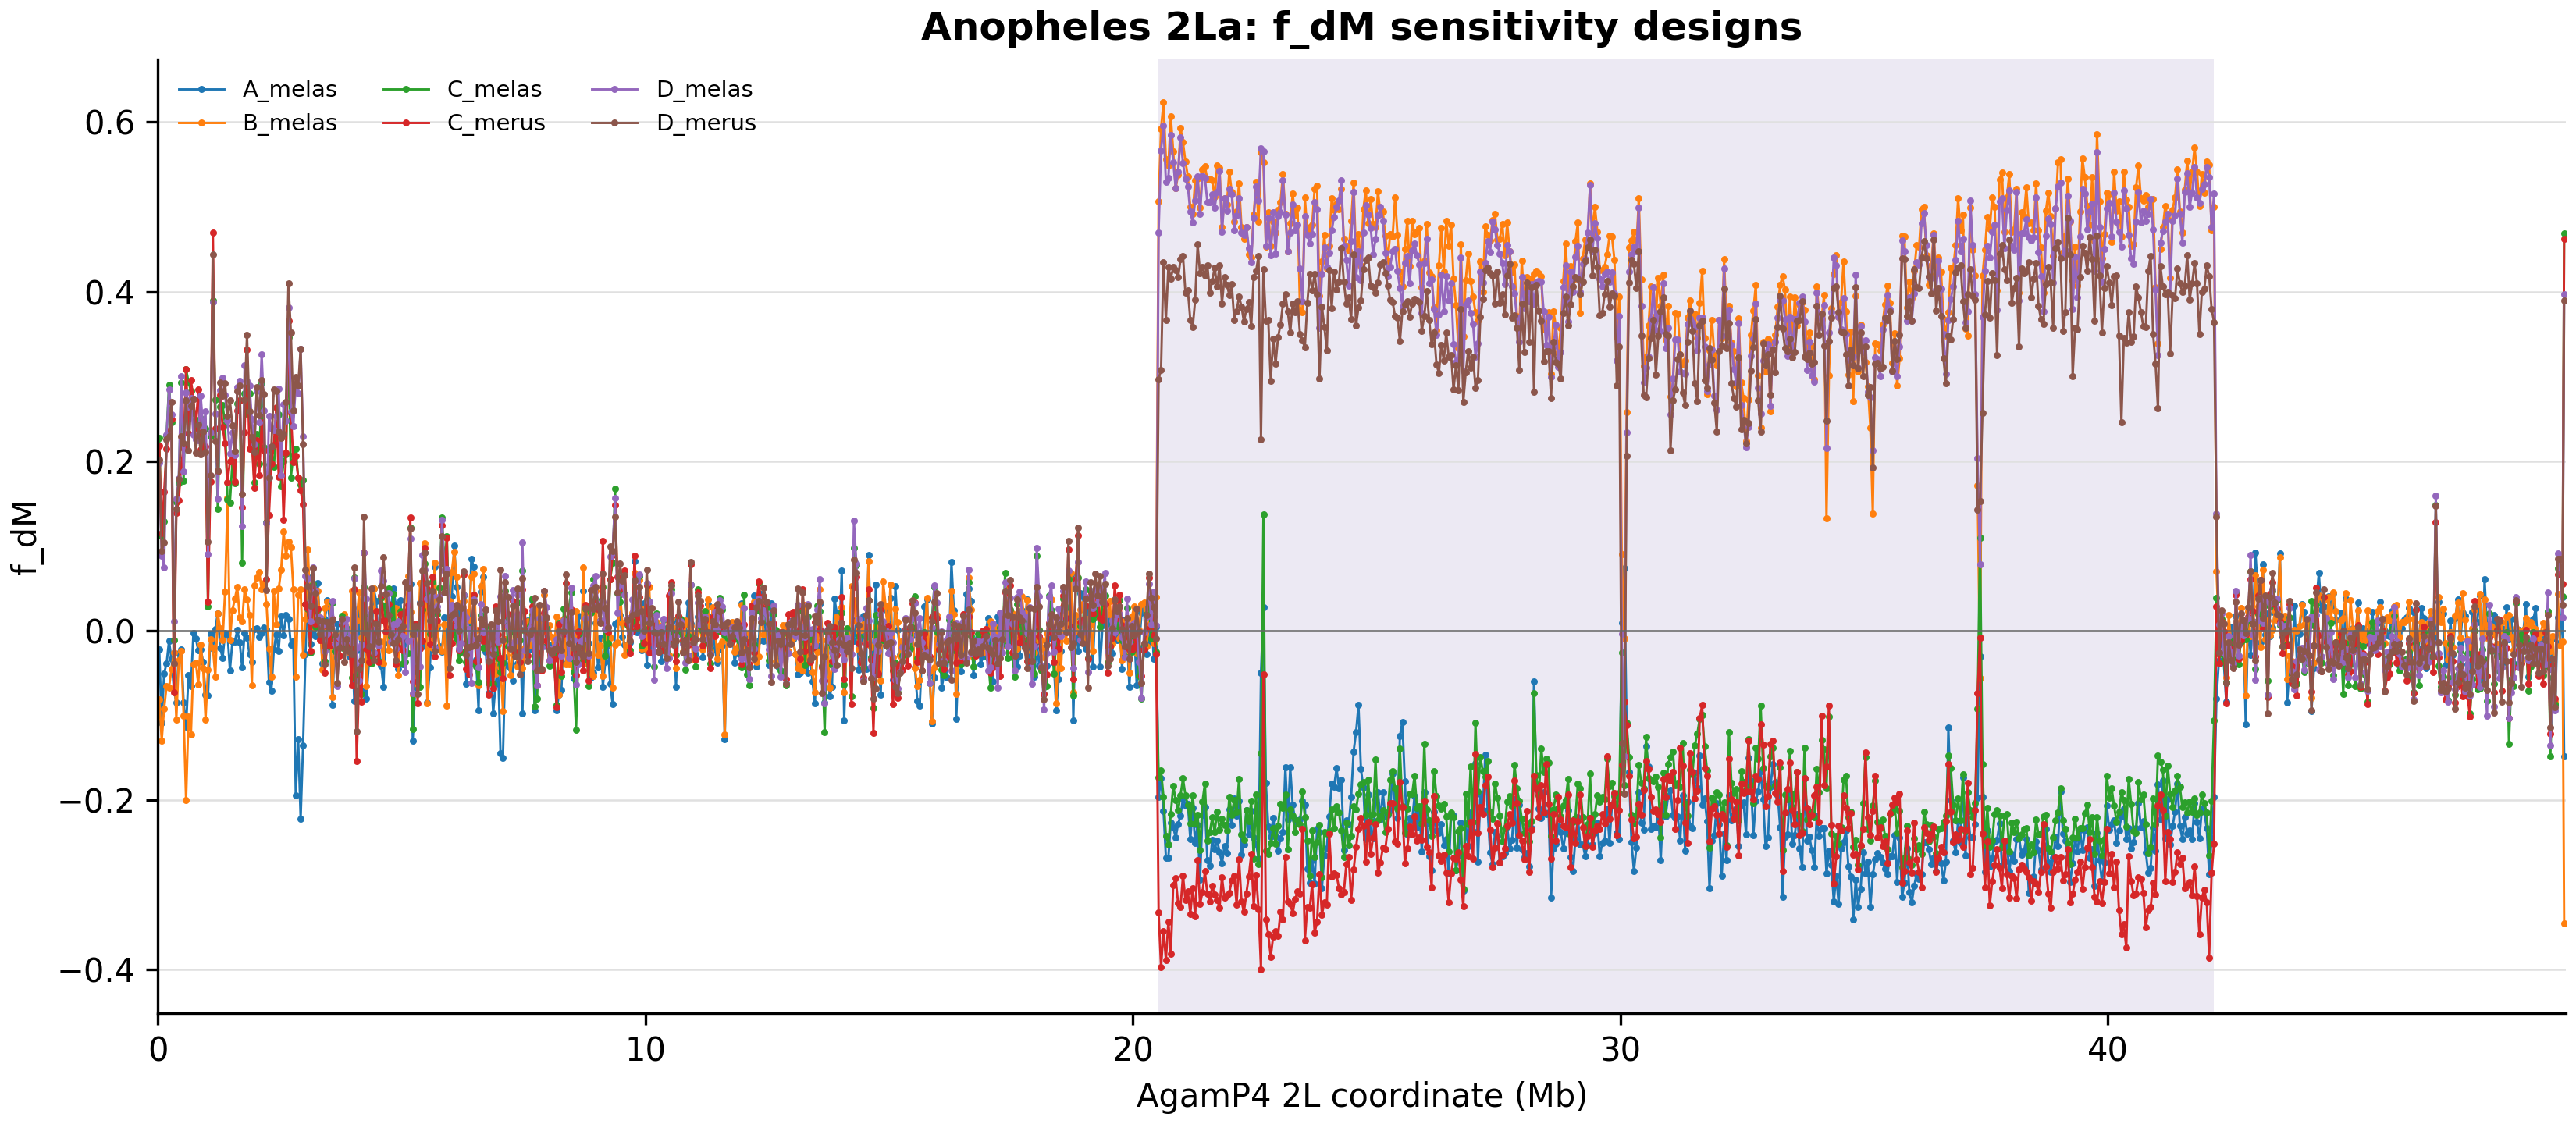 Anopheles 2La: f_dM sensitivity designs
A_melas C_melas D_melas
B_melas C_merus D_merus
f_dM
0.6
0.4
0.2
0.0
−0.2
−0.4
0 10 20 30 40
AgamP4 2L coordinate (Mb)